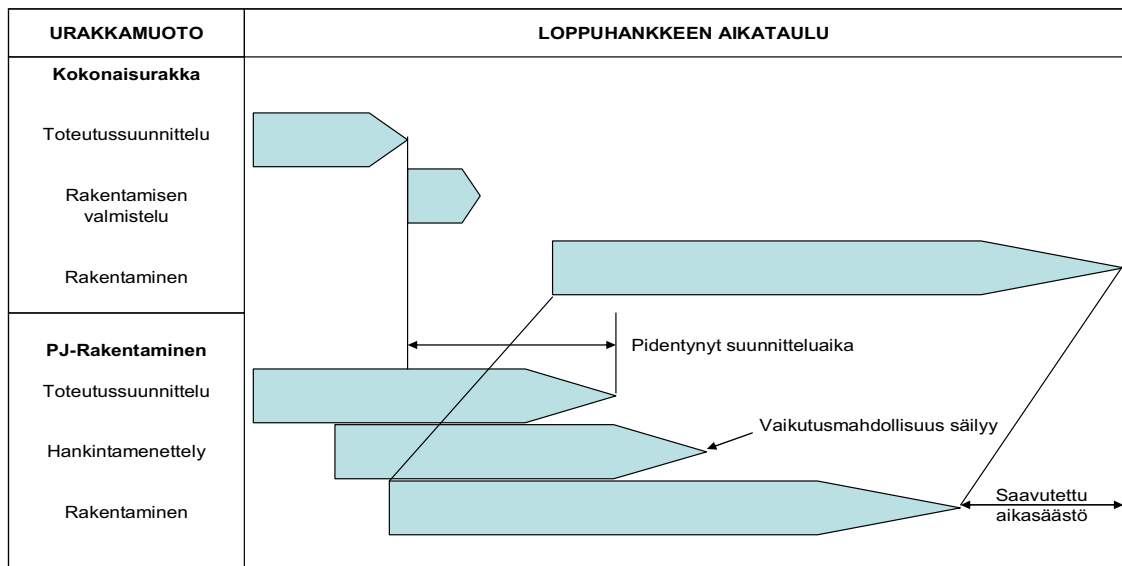 URAKKAMUOTO
LOPPUHANKKEEN AIKATAULU
Kokonaisurakka
Toteutussuunnittelu
Rakentamisen
valmistelu
Rakentaminen
PJ-Rakentaminen
Pidentynyt suunnitteluaika
Toteutussuunnittelu
Vaikutusmahdollisuus säilyy
Hankintamenettely
Rakentaminen
Saavutettu
aikasäästö